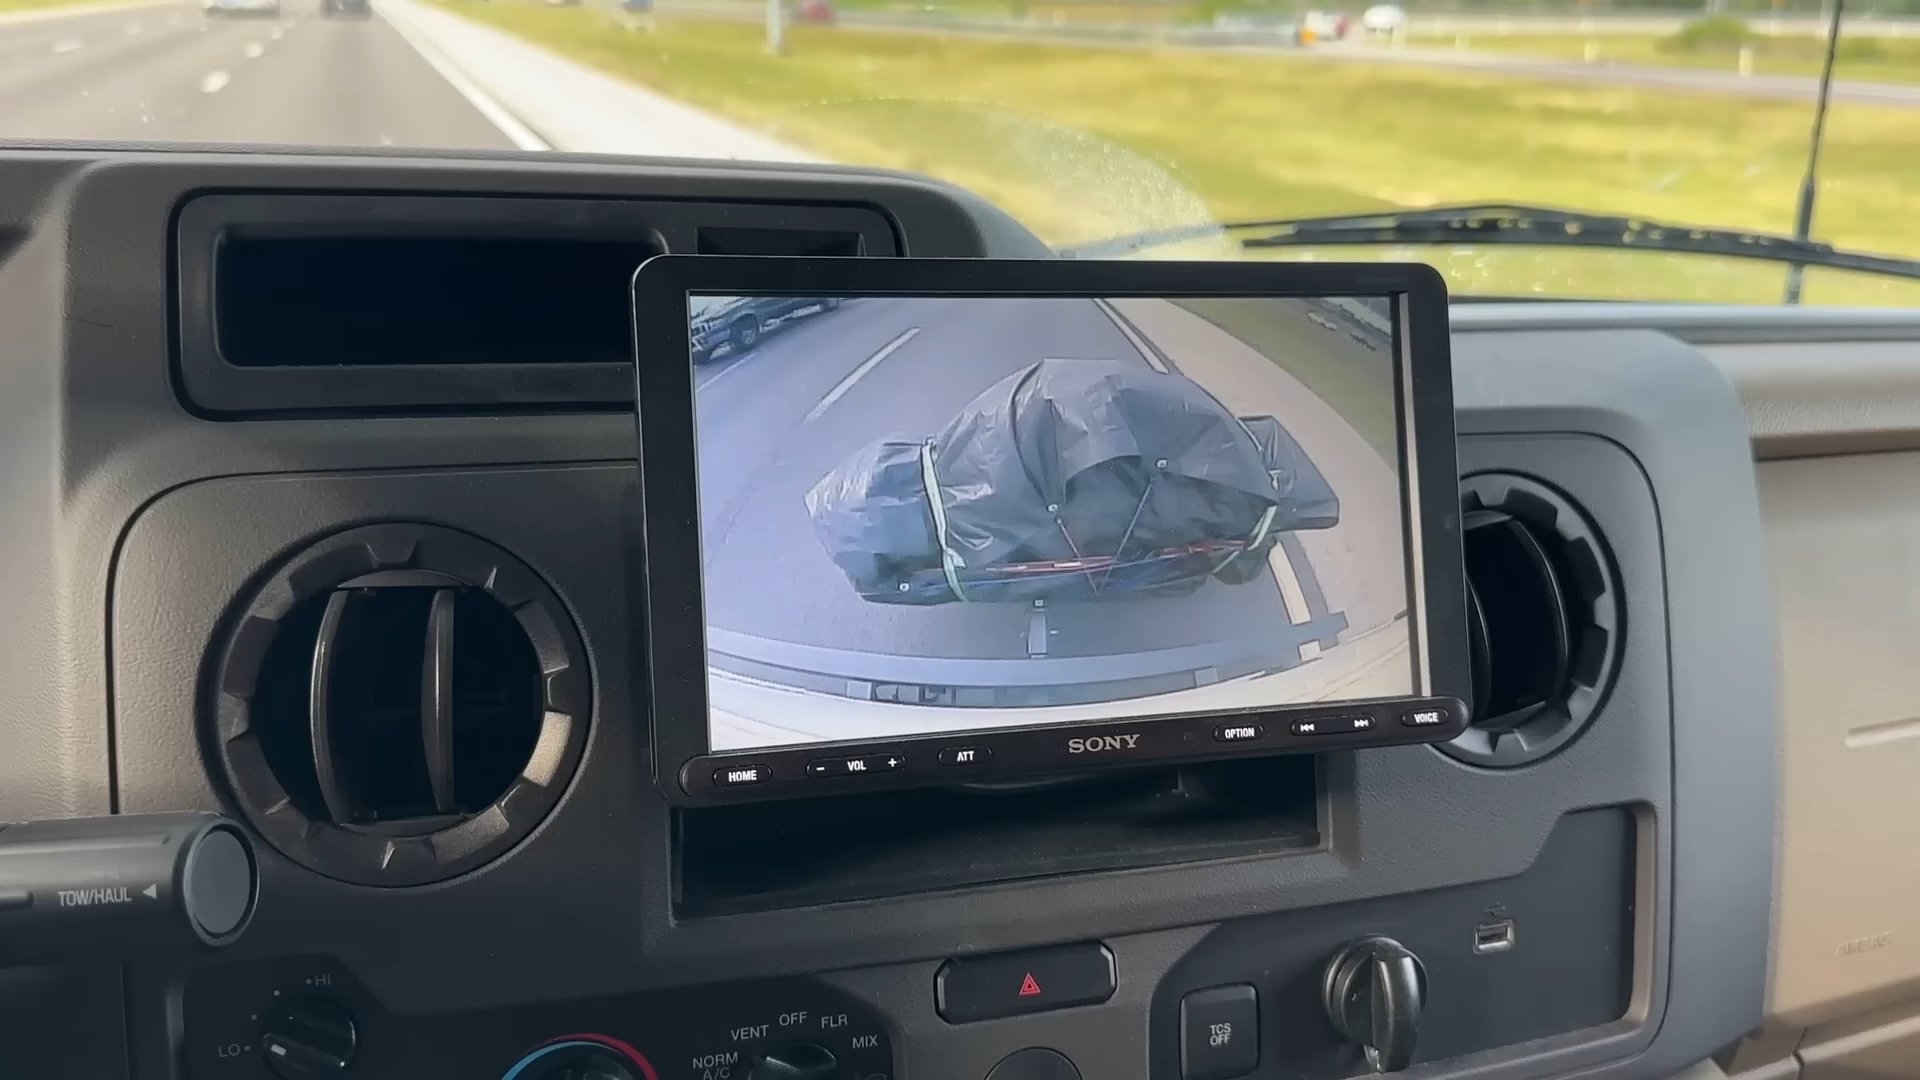 HOME
− VOL +
ATT
SONY
OPTION
VOICE
TOW/HAUL
HI
LO
VENT
OFF
FLR
MIX
NORM
A/C
TCS
OFF